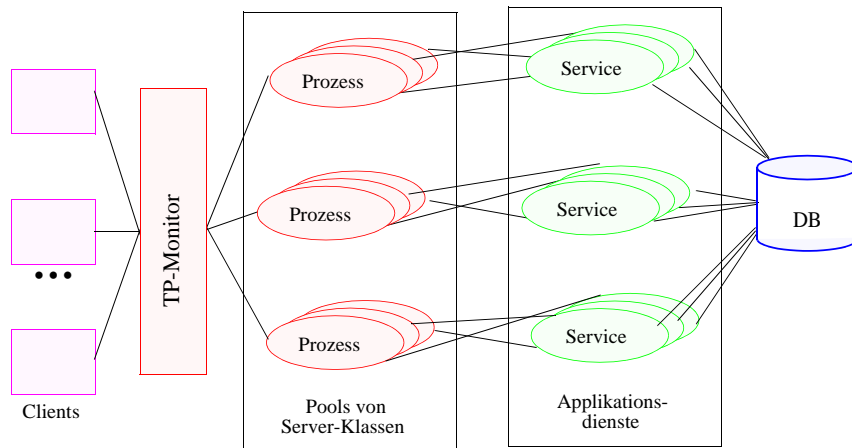 Prozess
Service
TP-Monitor
Prozess
Service
DB
Prozess
Service
Clients
Pools von
Server-Klassen
Applikations-
dienste